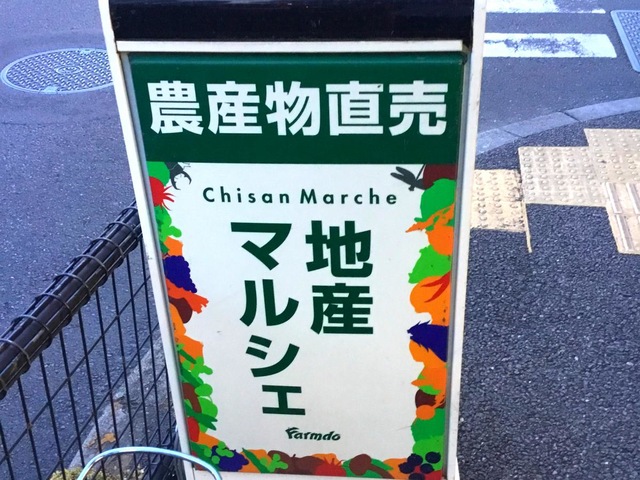 農産物直売
Chisan Marche
地産
マルシェ
Farmdo